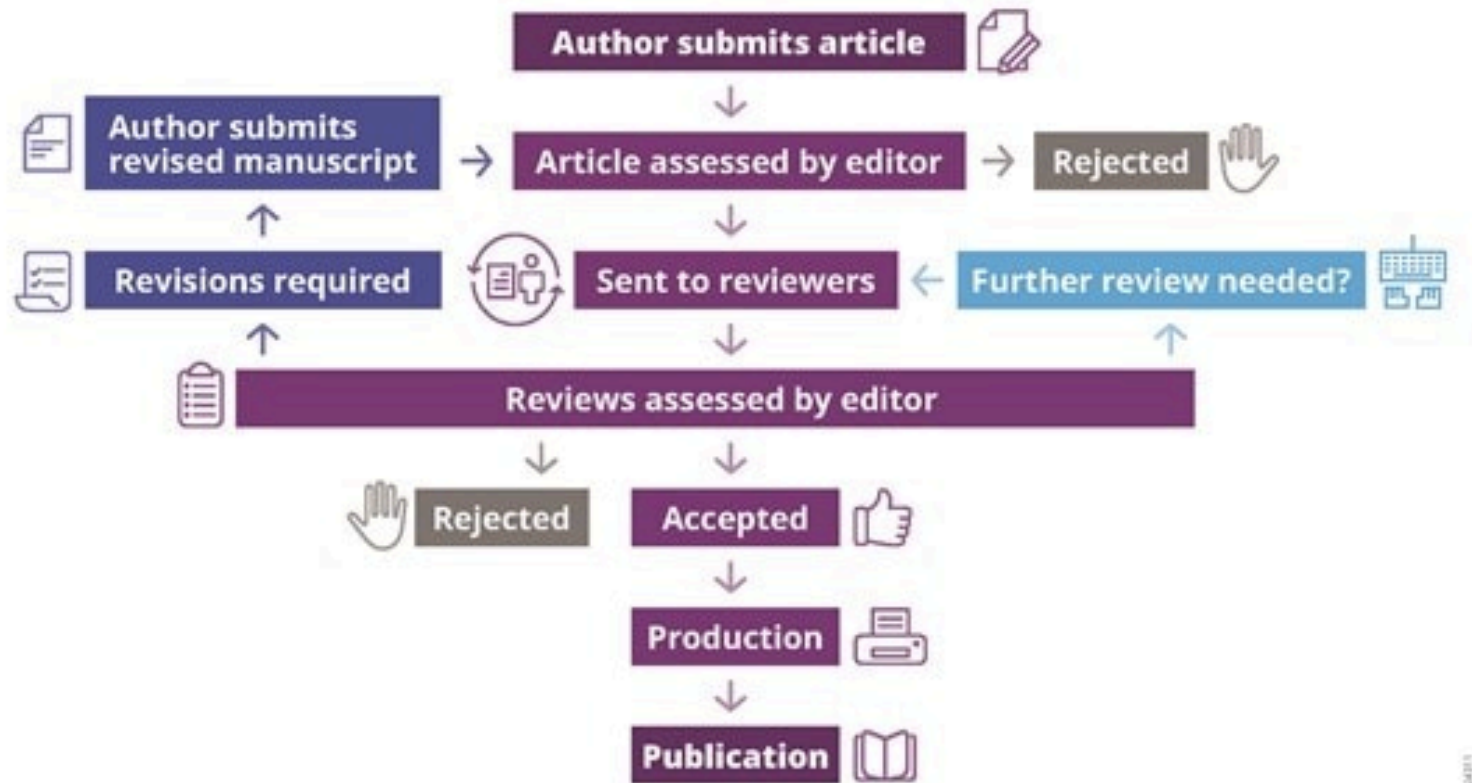 Author submits article
Author submits
revised manuscript
Article assessed by editor
Rejected
Revisions required
Sent to reviewers
Further review needed?
Reviews assessed by editor
Rejected
Accepted
Production
Publication